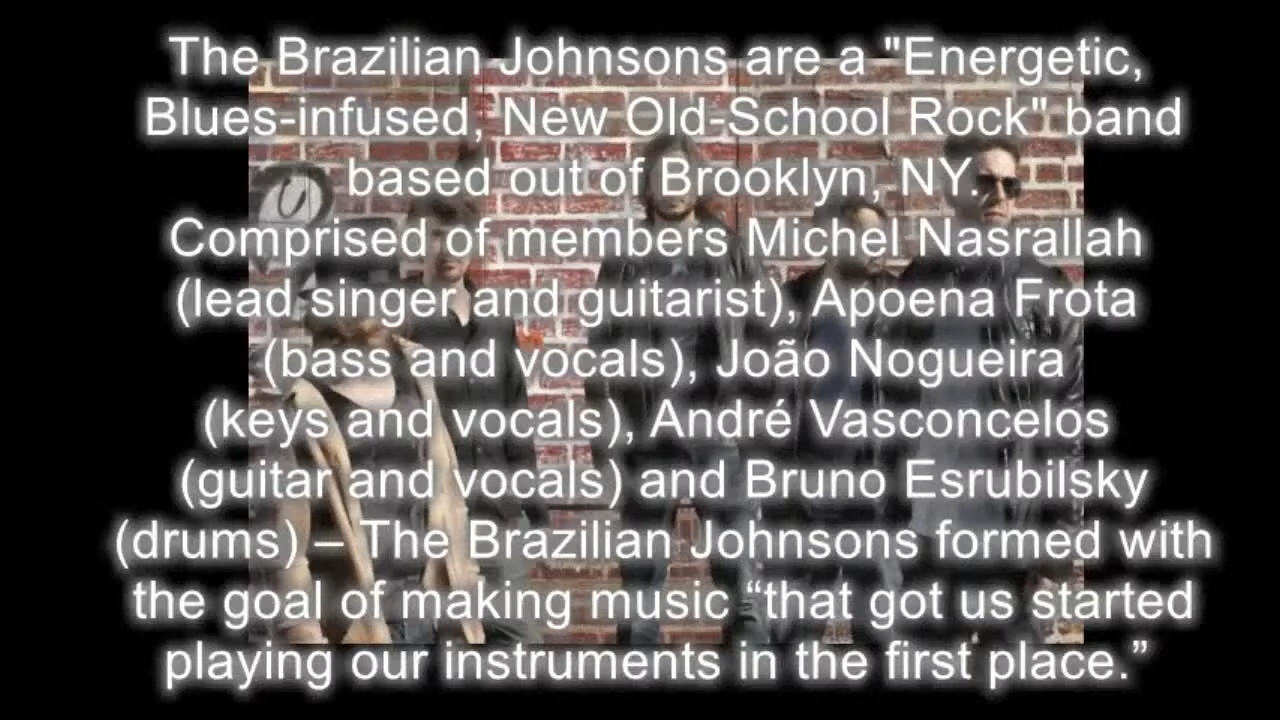 The Brazilian Johnsons are a "Energetic,
Blues-infused, New Old-School Rock" band
based out of Brooklyn, NY.
Comprised of members Michel Nasrallah
(lead singer and guitarist), Apoena Frota
(bass and vocals), João Nogueira
(keys and vocals), André Vasconcelos
(guitar and vocals) and Bruno Esrubilsky
(drums) – The Brazilian Johnsons formed with
the goal of making music “that got us started
playing our instruments in the first place.”